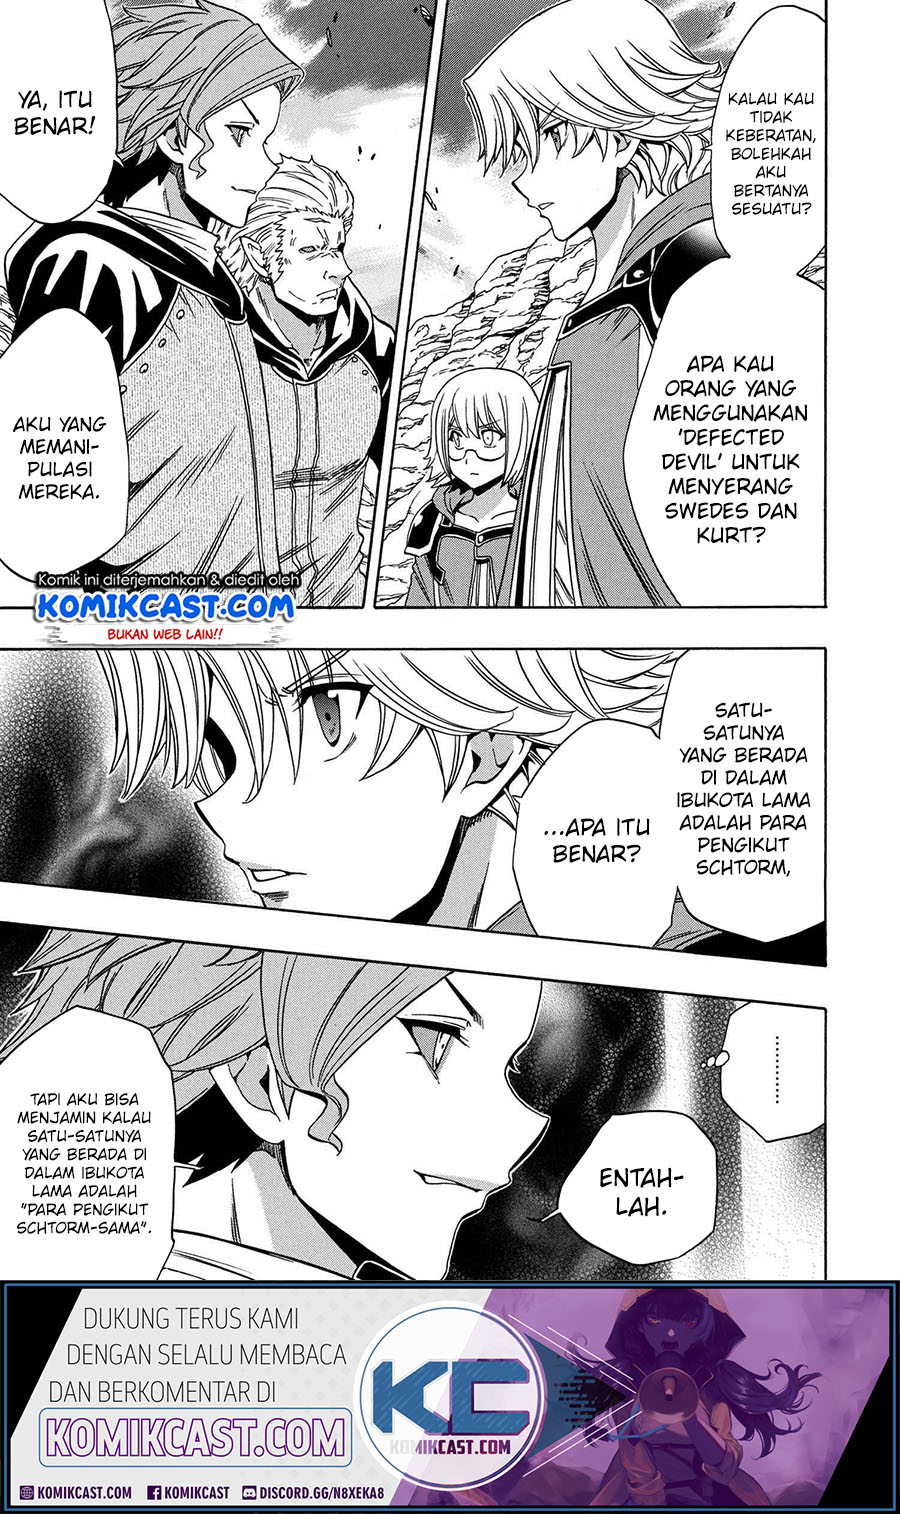 KALAU KAU
TIDAK
KEBERATAN,
BOLEHKAH
AKU
BERTANYA
SESUATU?
APA KAU
ORANG YANG
MENGGUNAKAN
'DEFECTED
DEVIL' UNTUK
MENYERANG
SWEDES DAN
KURT?
YA, ITU
BENAR!
AKU YANG
MEMANI-
PULASI
MEREKA.
Komik ini diterjemahkan & diedit oleh
KOMIKCAST.COM
BUKAN WEB LAIN!!
SATU-
SATUNYA
YANG BERADA
DI DALAM
IBUKOTA LAMA
ADALAH PARA
PENGIKUT
SCHTORM,
...APA ITU
BENAR?
.........
ENTAH-
LAH.
TAPI AKU BISA
MENJAMIN KALAU
SATU-SATUNYA
YANG BERADA DI
DALAM IBUKOTA
LAMA ADALAH
"PARA PENGIKUT
SCHTORM-SAMA".
DUKUNG TERUS KAMI
DENGAN SELALU MEMBACA
DAN BERKOMENTAR DI
KOMIKCAST.COM
KC
KOMIKCAST.COM
KOMIKCAST.COM KOMIKCAST DISCORD.GG/N8XEKA8